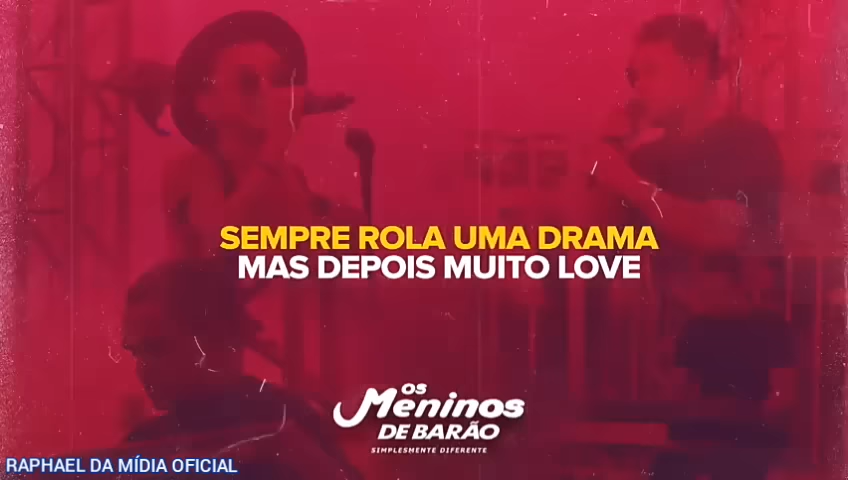 SEMPRE ROLA UMA DRAMA
MAS DEPOIS MUITO LOVE
OS
Meninos
DE BARÃO
SIMPLESMENTE DIFERENTE
RAPHAEL DA MÍDIA OFICIAL